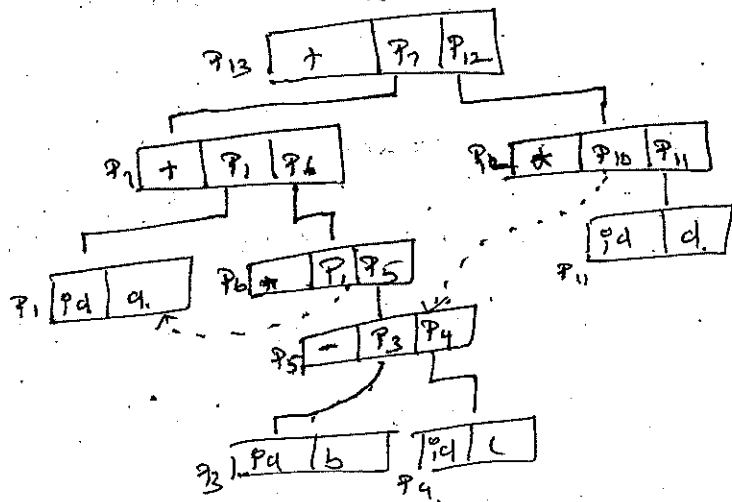 P13 + P7 P12
P7 + P1 P6
P12 * P10 P11
P1 id a.
P6 * P1 P5
P11 id d.
P5 - P3 P4
P3 id b
P4 id c